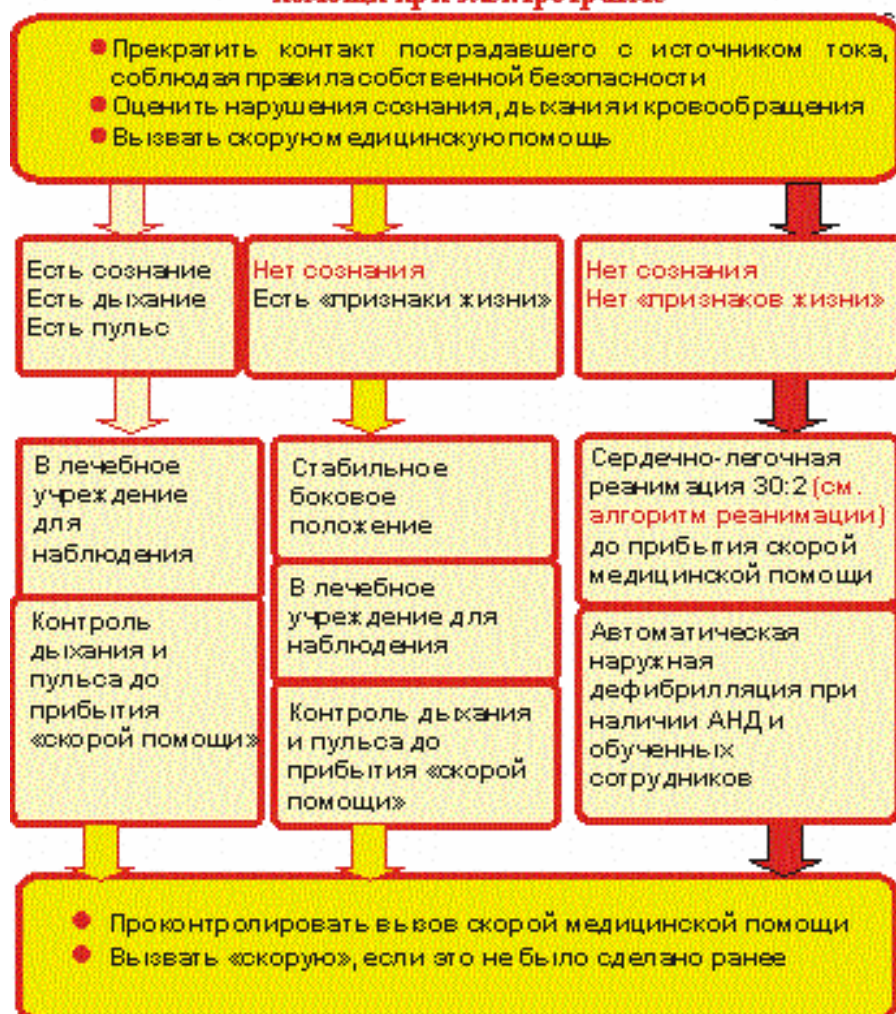 Прекратить контакт пострадавшего с источником тока,
соблюдая правила собственной безопасности
Оценить нарушения сознания, дыхания и кровообращения
Вызвать скорую медицинскую помощь
Есть сознание
Есть дыхание
Есть пульс
Нет сознания
Есть «признаки жизни»
Нет сознания
Нет «признаков жизни»
В лечебное
учреждение
для
наблюдения
Контроль
дыхания и
пульса до
прибытия
«скорой помощи»
Стабильное
боковое
положение
В лечебное
учреждение для
наблюдения
Контроль дыхания
и пульса до
прибытия «скорой
помощи»
Сердечно-легочная
реанимация 30:2 (см.
алгоритм реанимации)
до прибытия скорой
медицинской помощи
Автоматическая
наружная
дефибрилляция при
наличии АНД и
обученных
сотрудников
Проконтролировать вызов скорой медицинской помощи
Вызвать «скорую», если это не было сделано ранее